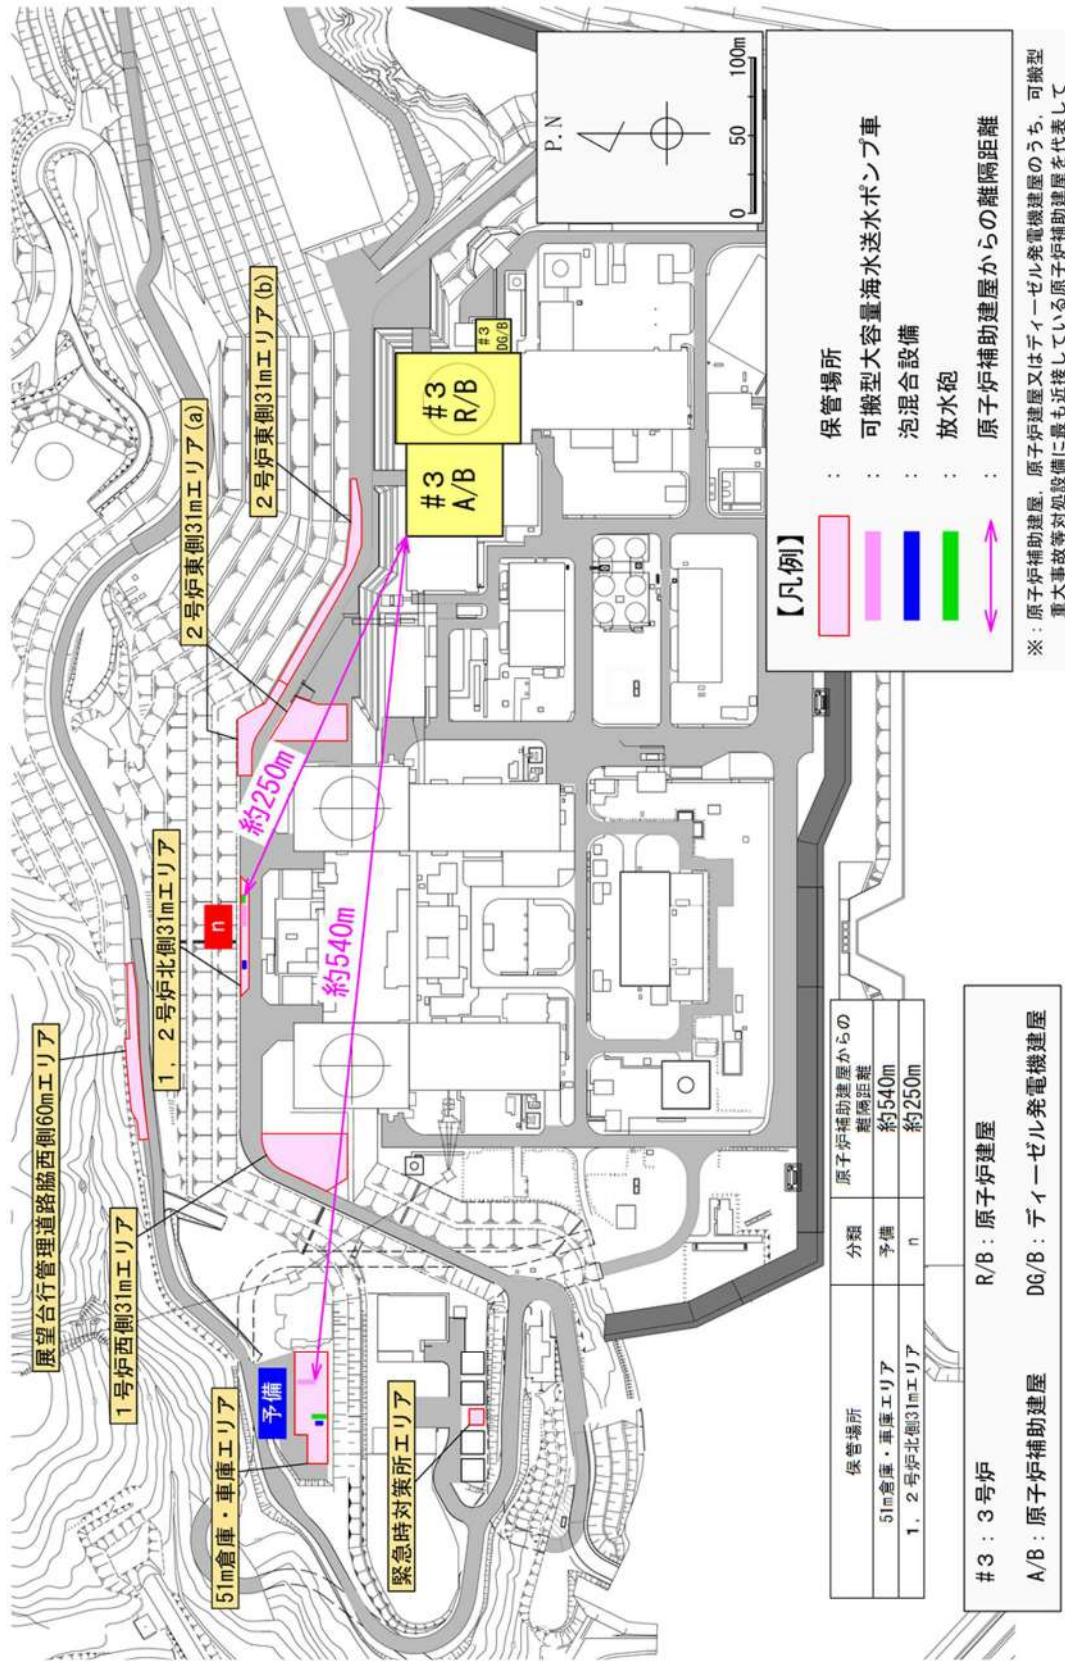 展望台行管理道路脇西側60mエリア
1号炉西側31mエリア
1，2号炉北側31mエリア
2号炉東側31mエリア(a)
2号炉東側31mエリア(b)
51m倉庫・車庫エリア
緊急時対策所エリア
予備
n
約250m
約540m
#3
A/B
#3
R/B
#3
DG/B
P.N
0 50 100m
【凡例】
： 保管場所
： 可搬型大容量海水送水ポンプ車
： 泡混合設備
： 放水砲
： 原子炉補助建屋からの離隔距離
※：原子炉補助建屋，原子炉建屋又はディーゼル発電機建屋のうち，可搬型
重大事故等対処設備に最も近接している原子炉補助建屋を代表して
保管場所 分類 原子炉補助建屋からの
離隔距離
51m倉庫・車庫エリア 予備 約540m
1，2号炉北側31mエリア n 約250m
#3：3号炉 R/B：原子炉建屋
A/B：原子炉補助建屋 DG/B：ディーゼル発電機建屋